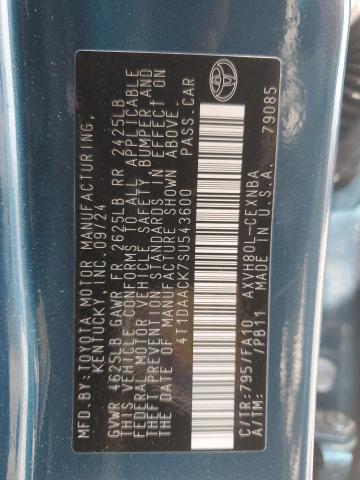 MFD. BY: TOYOTA MOTOR MANUFACTURING,
KENTUCKY, INC. 09/24
GVWR 4625LB GAWR FR 2625LB RR 2425LB
THIS VEHICLE CONFORMS TO ALL APPLICABLE
FEDERAL MOTOR VEHICLE SAFETY, BUMPER, AND
THEFT PREVENTION STANDARDS IN EFFECT ON
THE DATE OF MANUFACTURE SHOWN ABOVE.
4T1DAACK7SU543600 PASS. CAR
C/TR: 795/FA10 AXVH80L-CEXNBA
A/TM: /PB11 MADE IN U.S.A. 79085